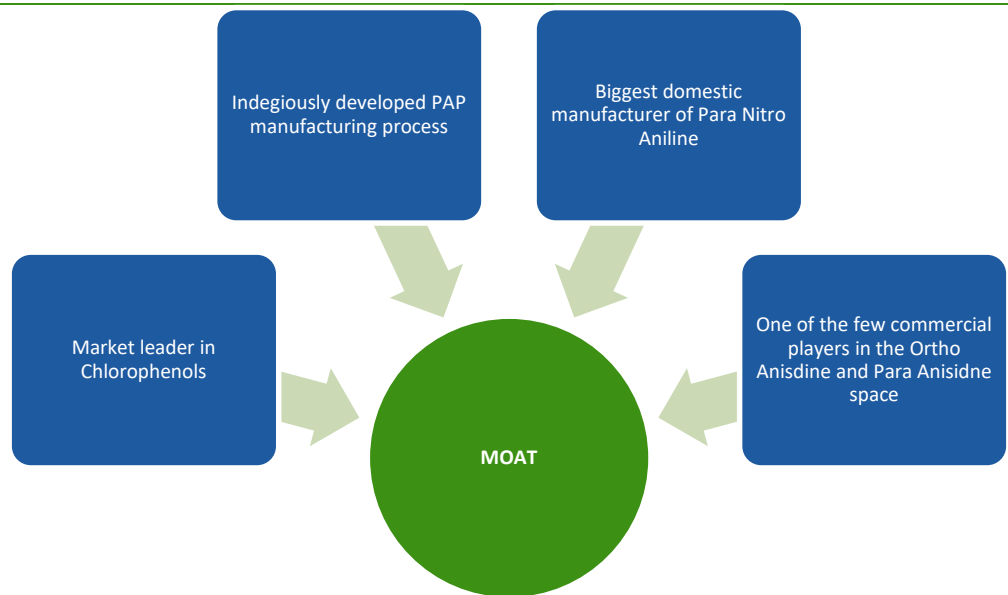 Indegiously developed PAP
manufacturing process
Biggest domestic
manufacturer of Para Nitro
Aniline
Market leader in
Chlorophenols
One of the few commercial
players in the Ortho
Anisdine and Para Anisidne
space
MOAT